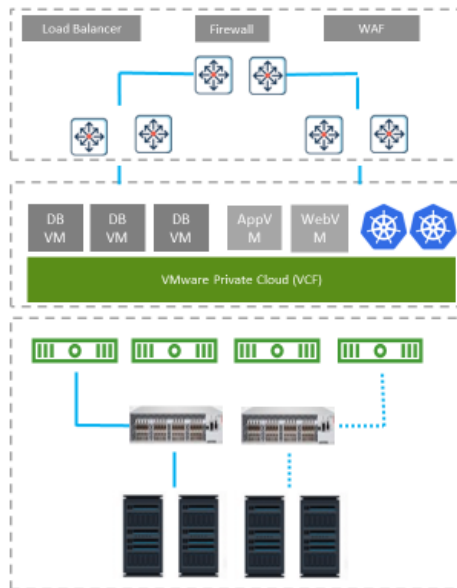 Load Balancer
Firewall
WAF
DB
VM
DB
VM
DB
VM
AppV
M
WebV
M
VMware Private Cloud (VCF)